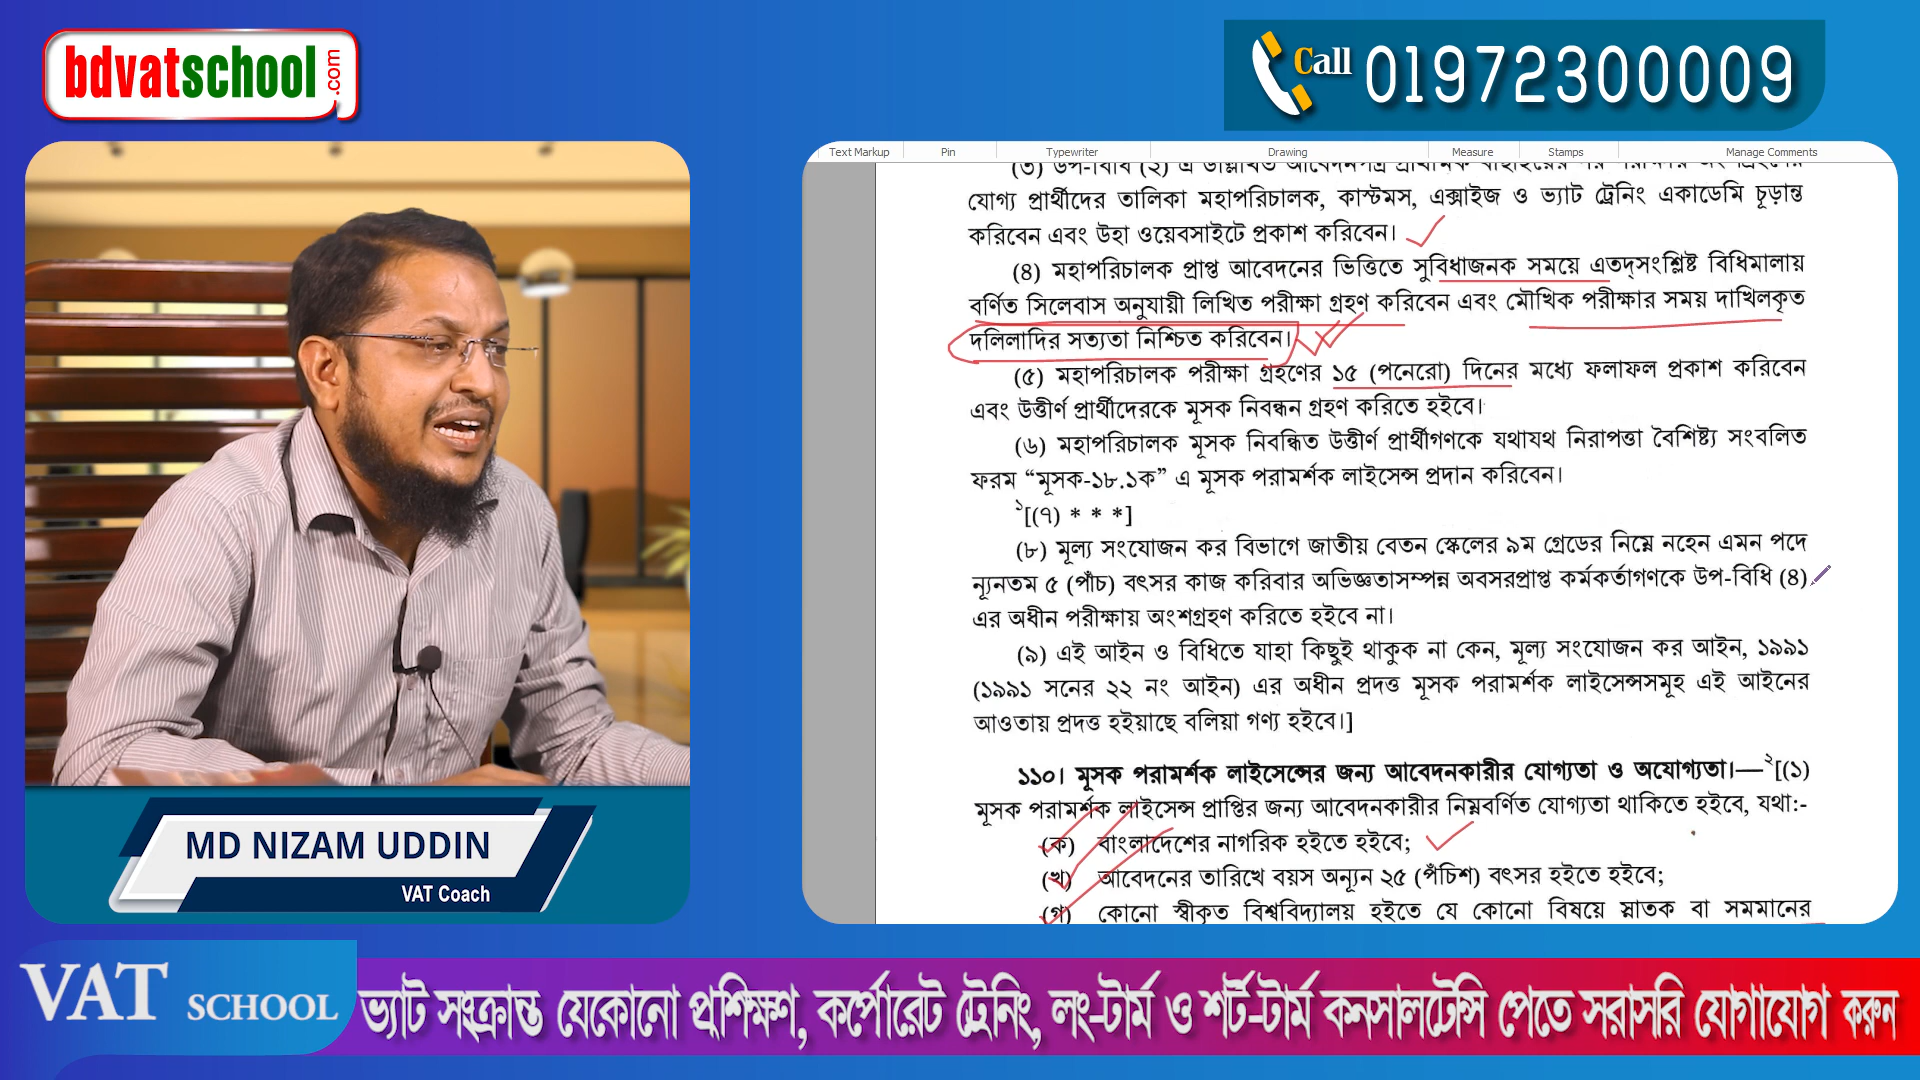 bdvatschool.com
Call 01972300009
Text Markup Pin Typewriter Drawing Measure Stamps Manage Comments
(৩) উপ-বিধি (২) এ উল্লিখিত আবেদনপত্র প্রাথমিক
যোগ্য প্রার্থীদের তালিকা মহাপরিচালক, কাস্টমস, এক্সাইজ ও ভ্যাট ট্রেনিং একাডেমি চূড়ান্ত
করিবেন এবং উহা ওয়েবসাইটে প্রকাশ করিবেন।
(৪) মহাপরিচালক প্রাপ্ত আবেদনের ভিত্তিতে সুবিধাজনক সময়ে এতদ্‌সংশ্লিষ্ট বিধিমালায়
বর্ণিত সিলেবাস অনুযায়ী লিখিত পরীক্ষা গ্রহণ করিবেন এবং মৌখিক পরীক্ষার সময় দাখিলকৃত
দলিলাদির সত্যতা নিশ্চিত করিবেন।
(৫) মহাপরিচালক পরীক্ষা গ্রহণের ১৫ (পনেরো) দিনের মধ্যে ফলাফল প্রকাশ করিবেন
এবং উত্তীর্ণ প্রার্থীদেরকে মূসক নিবন্ধন গ্রহণ করিতে হইবে।
(৬) মহাপরিচালক মূসক নিবন্ধিত উত্তীর্ণ প্রার্থীগণকে যথাযথ নিরাপত্তা বৈশিষ্ট্য সংবলিত
ফরম “মূসক-১৮.১ক” এ মূসক পরামর্শক লাইসেন্স প্রদান করিবেন।
১[(৭) * * *]
(৮) মূল্য সংযোজন কর বিভাগে জাতীয় বেতন স্কেলের ৯ম গ্রেডের নিম্নে নহেন এমন পদে
ন্যূনতম ৫ (পাঁচ) বৎসর কাজ করিবার অভিজ্ঞতাসম্পন্ন অবসরপ্রাপ্ত কর্মকর্তাগণকে উপ-বিধি (৪)
এর অধীন পরীক্ষায় অংশগ্রহণ করিতে হইবে না।
(৯) এই আইন ও বিধিতে যাহা কিছুই থাকুক না কেন, মূল্য সংযোজন কর আইন, ১৯৯১
(১৯৯১ সনের ২২ নং আইন) এর অধীন প্রদত্ত মূসক পরামর্শক লাইসেন্সসমূহ এই আইনের
আওতায় প্রদত্ত হইয়াছে বলিয়া গণ্য হইবে।]
১১০। মূসক পরামর্শক লাইসেন্সের জন্য আবেদনকারীর যোগ্যতা ও অযোগ্যতা।—২[(১)
মূসক পরামর্শক লাইসেন্স প্রাপ্তির জন্য আবেদনকারীর নিম্নবর্ণিত যোগ্যতা থাকিতে হইবে, যথা:-
(ক) বাংলাদেশের নাগরিক হইতে হইবে;
(খ) আবেদনের তারিখে বয়স অন্যূন ২৫ (পঁচিশ) বৎসর হইতে হইবে;
(গ) কোনো স্বীকৃত বিশ্ববিদ্যালয় হইতে যে কোনো বিষয়ে স্নাতক বা সমমানের
MD NIZAM UDDIN
VAT Coach
VAT SCHOOL
ভ্যাট সংক্রান্ত যেকোনো প্রশিক্ষণ, কর্পোরেট ট্রেনিং, লং-টার্ম ও শর্ট-টার্ম কনসালটেন্সি পেতে সরাসরি যোগাযোগ করুন